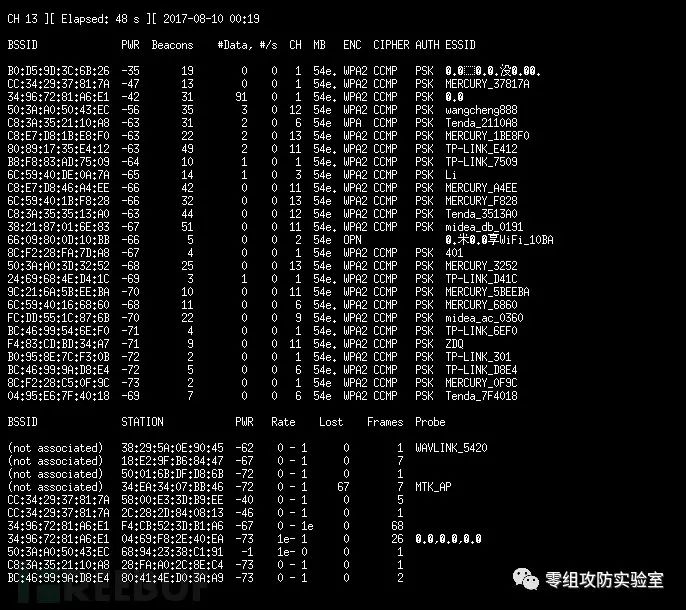 CH 13 ][ Elapsed: 48 s ][ 2017-08-10 00:19
BSSID PWR Beacons #Data, #/s CH MB ENC CIPHER AUTH ESSID
B0:D5:9D:3C:6B:26 -35 19 0 0 1 54e. WPA2 CCMP PSK
CC:34:29:37:81:7A -47 13 0 0 1 54e. WPA2 CCMP PSK MERCURY_37817A
34:96:72:81:A6:E1 -42 31 91 0 1 54e. WPA2 CCMP PSK 0.0
50:3A:A0:50:43:EC -56 35 3 0 12 54e. WPA2 CCMP PSK wangcheng888
C8:3A:35:21:10:A8 -63 31 2 0 6 54e. WPA2 CCMP PSK Tenda_2110A8
C8:E7:D8:1B:E8:F0 -63 22 2 0 13 54e. WPA2 CCMP PSK MERCURY_1BE8F0
80:89:17:35:E4:12 -63 49 2 0 11 54e. WPA2 CCMP PSK TP-LINK_E412
B8:F8:83:AD:75:09 -64 10 1 0 1 54e. WPA2 CCMP PSK TP-LINK_7509
6C:59:40:DE:0A:7A -65 14 1 0 3 54e. WPA2 CCMP PSK Li
C8:E7:D8:46:A4:EE -66 42 0 0 11 54e. WPA2 CCMP PSK MERCURY_A4EE
6C:59:40:1B:F8:28 -66 32 0 0 13 54e. WPA2 CCMP PSK MERCURY_F828
C8:3A:35:35:13:A0 -63 44 0 0 12 54e. WPA2 CCMP PSK Tenda_3513A0
38:21:87:01:6E:83 -67 51 0 0 11 54e. WPA2 CCMP PSK midea_db_0191
66:09:80:0D:10:BB -66 5 0 0 2 54e OPN WiFi_10BA
8C:F2:28:FA:7D:A8 -67 4 0 0 1 54e. WPA2 CCMP PSK 401
50:3A:A0:3D:32:52 -68 25 0 0 13 54e. WPA2 CCMP PSK MERCURY_3252
24:69:68:4E:D4:1C -69 3 1 0 1 54e. WPA2 CCMP PSK TP-LINK_D41C
9C:21:6A:5B:EE:BA -70 10 0 0 11 54e. WPA2 CCMP PSK MERCURY_5BEEBA
6C:59:40:16:68:60 -68 11 0 0 6 54e. WPA2 CCMP PSK MERCURY_6860
FC:DD:55:1C:87:6B -70 22 0 0 9 54e. WPA2 CCMP PSK midea_ac_0360
BC:46:99:54:6E:F0 -71 4 0 0 1 54e. WPA2 CCMP PSK TP-LINK_6EF0
F4:83:CD:BD:34:A7 -71 9 0 0 11 54e. WPA2 CCMP PSK ZDQ
B0:95:8E:7C:F3:0B -72 2 0 0 1 54e. WPA2 CCMP PSK TP-LINK_301
BC:46:99:9A:D8:E4 -72 5 0 0 6 54e. WPA2 CCMP PSK TP-LINK_D8E4
8C:F2:28:C5:0F:9C -73 2 0 0 1 54e. WPA2 CCMP PSK MERCURY_0F9C
04:95:E6:7F:40:18 -69 7 0 0 6 54e. WPA2 CCMP PSK Tenda_7F4018
BSSID STATION PWR Rate Lost Frames Probe
(not associated) 38:29:5A:0E:90:45 -62 0 - 1 0 1 WAVLINK_5420
(not associated) 18:E2:9F:B6:84:47 -67 0 - 1 0 7
(not associated) 50:01:6B:DF:D8:6B -72 0 - 1 0 1
(not associated) 34:EA:34:07:BB:46 -72 0 - 1 67 7 MTK_AP
CC:34:29:37:81:7A 58:00:E3:3D:B9:EE -40 0 - 1 0 5
CC:34:29:37:81:7A 2C:28:2D:84:08:13 -46 0 - 1 0 1
34:96:72:81:A6:E1 F4:CB:52:3D:B1:A6 -67 0 - 1e 0 68
34:96:72:81:A6:E1 04:69:F8:2E:40:EA -73 1e- 1 0 26 0.0,0.0,0.0
50:3A:A0:50:43:EC 68:94:23:38:C1:91 -1 1e- 0 0 1
C8:3A:35:21:10:A8 28:FA:A0:2C:8E:C4 -73 0 - 1 0 1
BC:46:99:9A:D8:E4 80:41:4E:D0:3A:A9 -73 0 - 1 0 2
零组攻防实验室